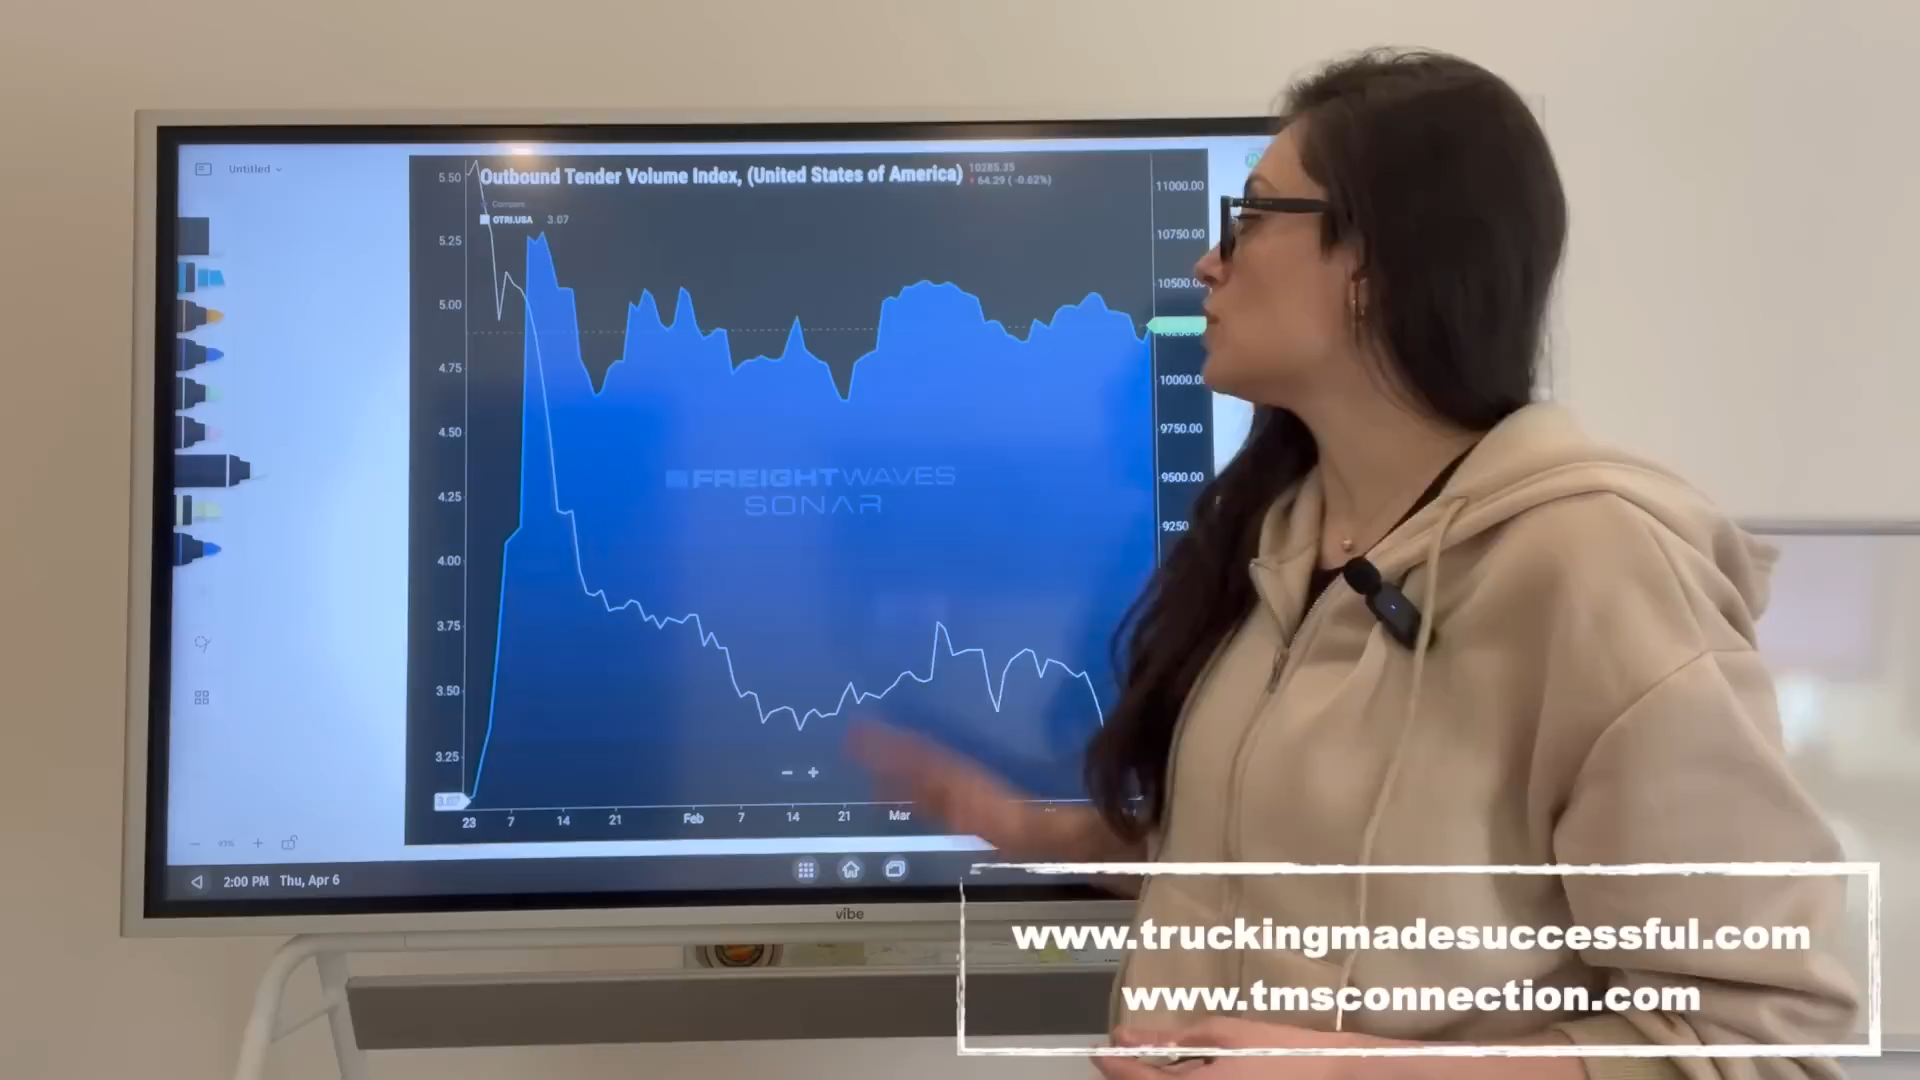 Untitled
Outbound Tender Volume Index, (United States of America)
10285.35
64.29 (-0.62%)
Compare
OTRI.USA 3.07
5.50
5.25
5.00
4.75
4.50
4.25
4.00
3.75
3.50
3.25
3.07
11000.00
10750.00
10500.00
10000.00
9750.00
9500.00
9250
FREIGHTWAVES
SONAR
23 7 14 21 Feb 7 14 21 Mar
2:00 PM Thu, Apr 6
vibe
www.truckingmadesuccessful.com
www.tmsconnection.com